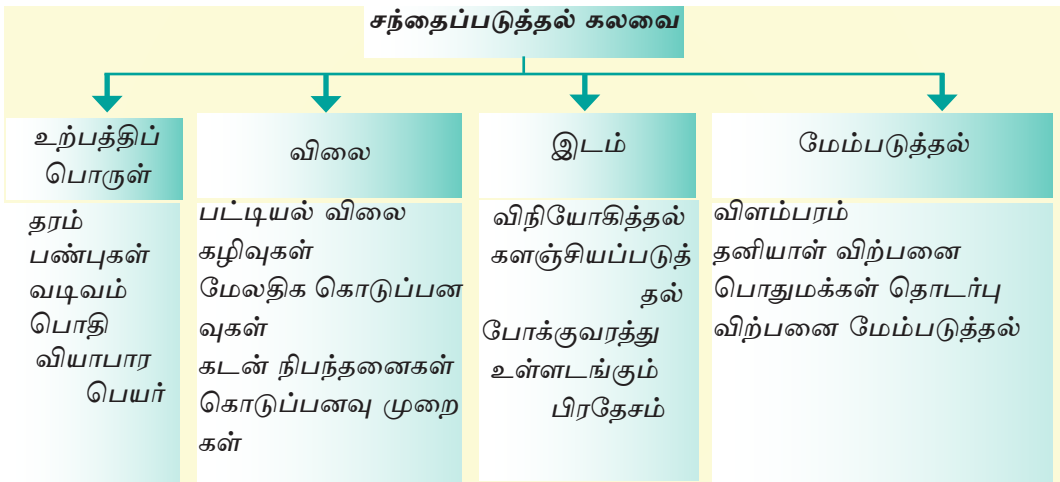 சந்தைப்படுத்தல் கலவை
உற்பத்திப்
பொருள்
தரம்
பண்புகள்
வடிவம்
பொதி
வியாபார
பெயர்
விலை
பட்டியல் விலை
கழிவுகள்
மேலதிக கொடுப்பன
வுகள்
கடன் நிபந்தனைகள்
கொடுப்பனவு முறை
கள்
இடம்
விநியோகித்தல்
களஞ்சியப்படுத்
தல்
போக்குவரத்து
உள்ளடங்கும்
பிரதேசம்
மேம்படுத்தல்
விளம்பரம்
தனியாள் விற்பனை
பொதுமக்கள் தொடர்பு
விற்பனை மேம்படுத்தல்